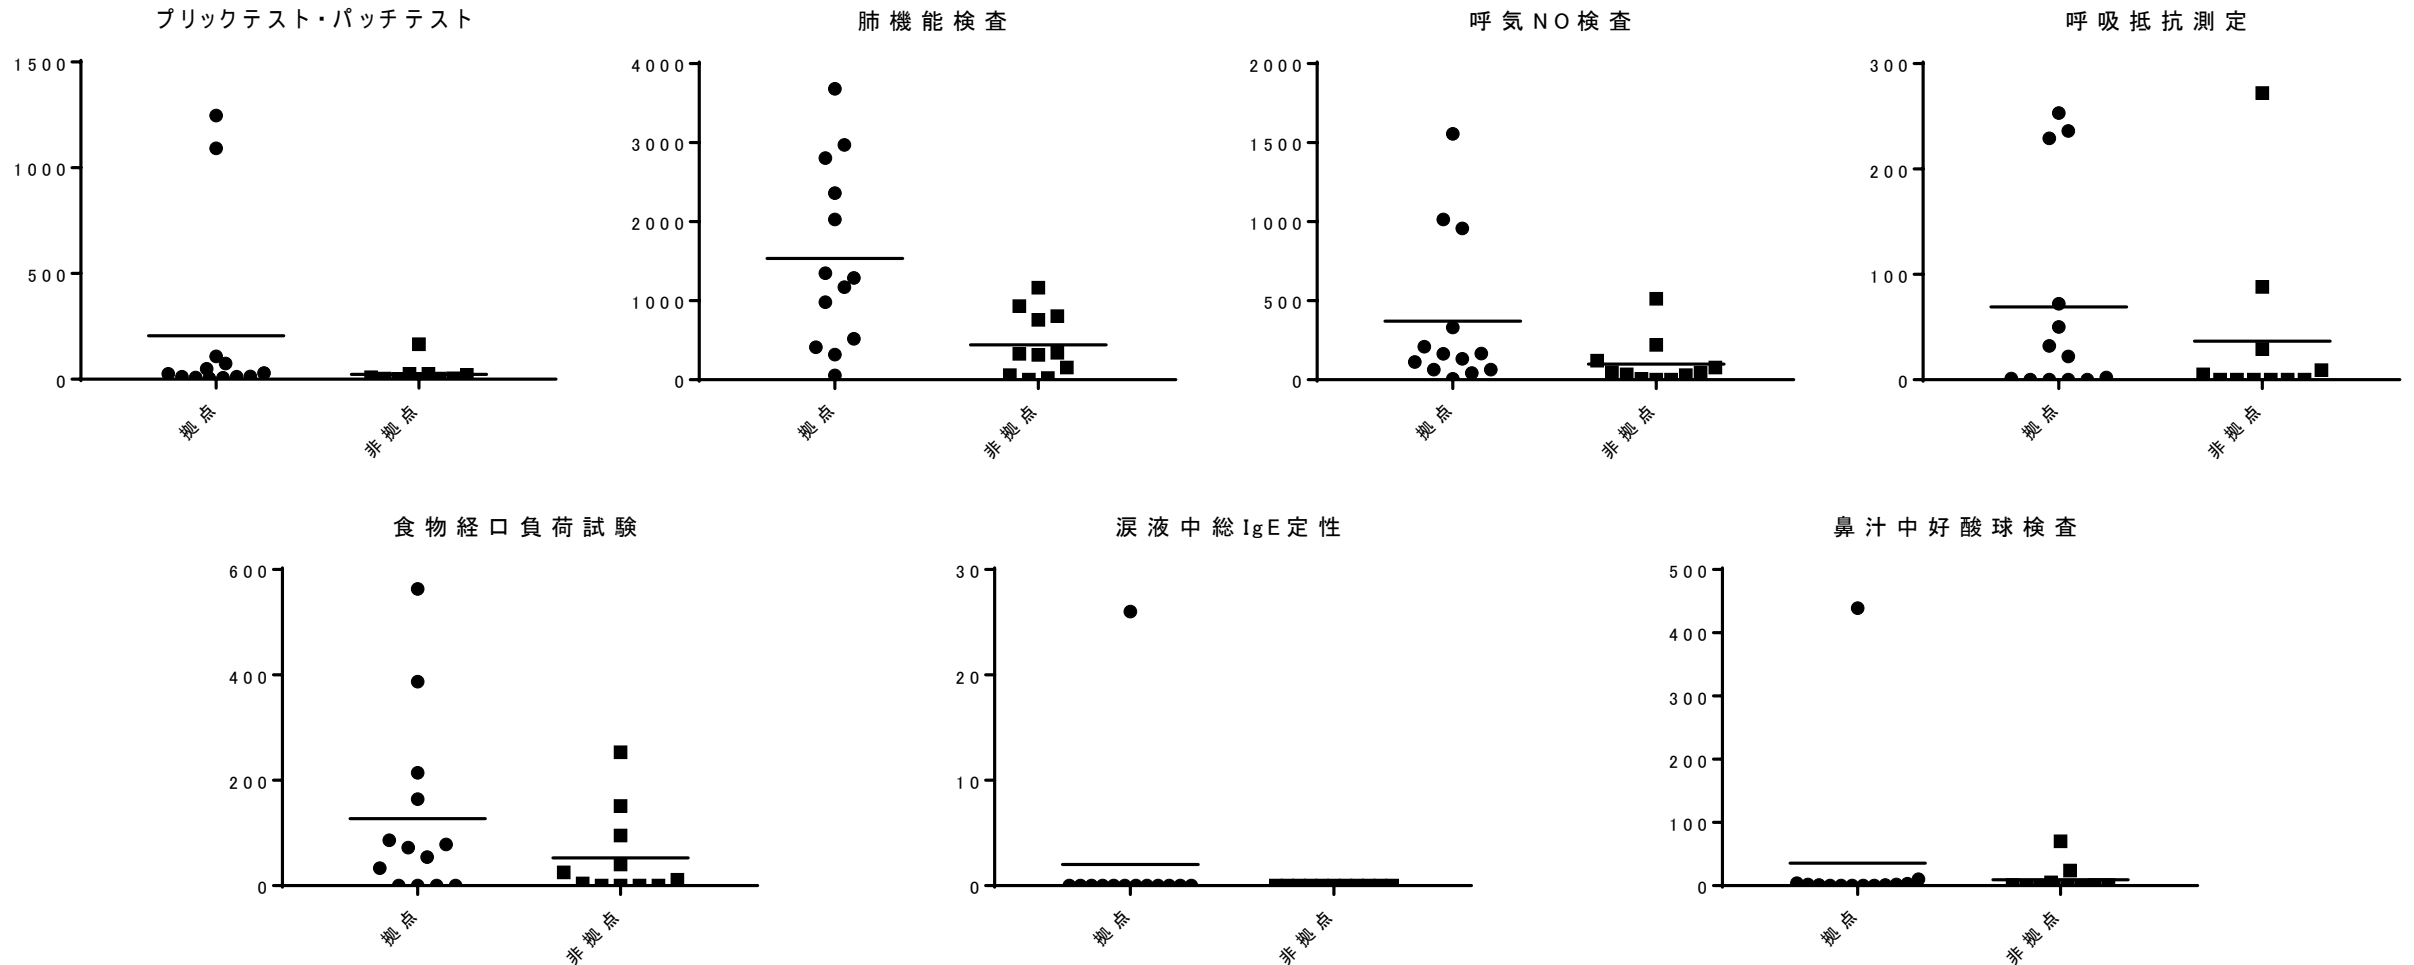 プリックテスト・パッチテスト
1500
1000
500
0
拠点
非拠点
肺機能検査
4000
3000
2000
1000
0
拠点
非拠点
呼気NO検査
2000
1500
1000
500
0
拠点
非拠点
呼吸抵抗測定
300
200
100
0
拠点
非拠点
食物経口負荷試験
600
400
200
0
拠点
非拠点
涙液中総IgE定性
30
20
10
0
拠点
非拠点
鼻汁中好酸球検査
500
400
300
200
100
0
拠点
非拠点